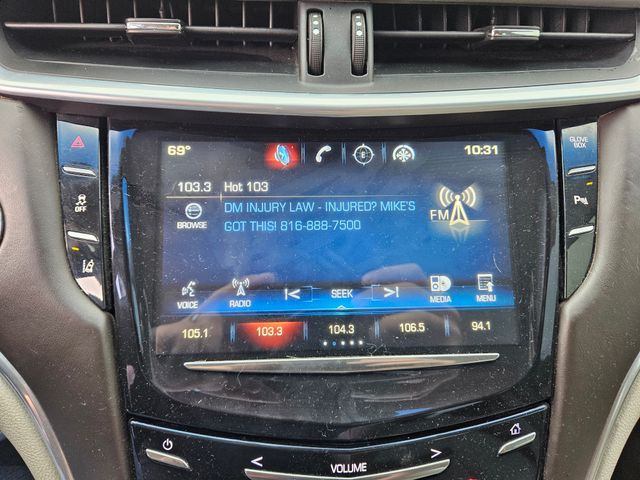 69°
10:31
GLOVE
BOX
103.3 Hot 103
DM INJURY LAW - INJURED? MIKE'S
GOT THIS! 816-888-7500
FM
BROWSE
OFF
VOICE
RADIO
SEEK
MEDIA
MENU
105.1 103.3 104.3 106.5 94.1
< VOLUME >